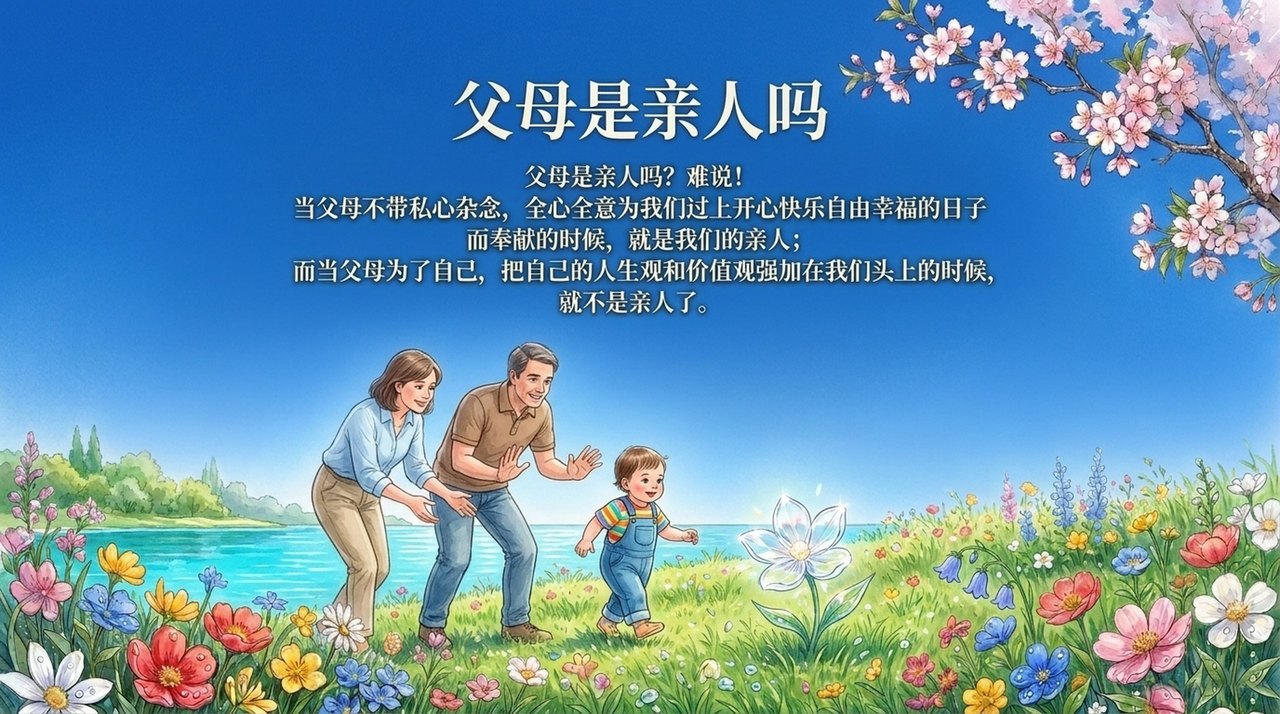 父母是亲人吗
父母是亲人吗？难说！
当父母不带私心杂念，全心全意为我们过上开心快乐自由幸福的日子
而奉献的时候，就是我们的亲人；
而当父母为了自己，把自己的人生观和价值观强加在我们头上的时候，
就不是亲人了。